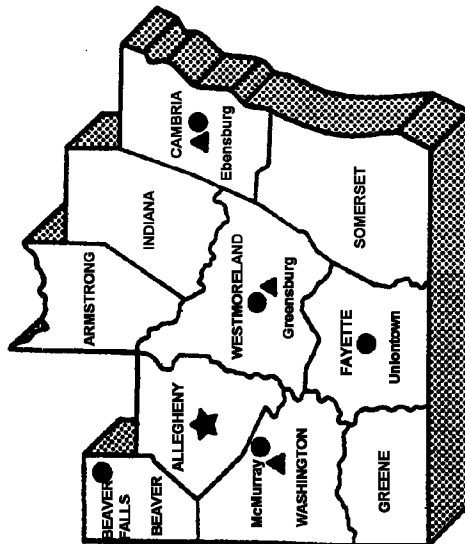 BEAVER
FALLS
BEAVER
ARMSTRONG
INDIANA
CAMBRIA
Ebensburg
ALLEGHENY
WESTMORELAND
Greensburg
McMurray
WASHINGTON
FAYETTE
Uniontown
SOMERSET
GREENE